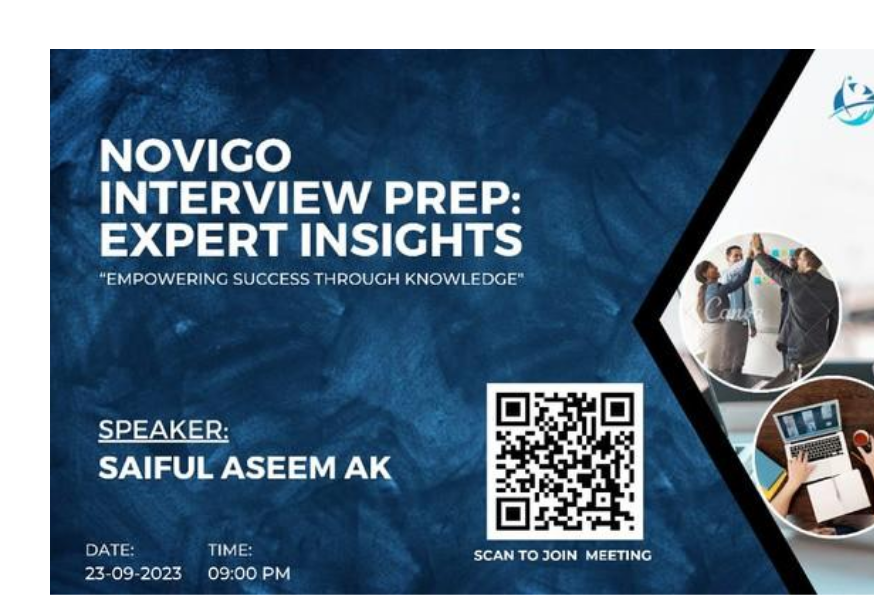 NOVIGO
INTERVIEW PREP:
EXPERT INSIGHTS
“EMPOWERING SUCCESS THROUGH KNOWLEDGE"
Canva
SPEAKER:
SAIFUL ASEEM AK
SCAN TO JOIN MEETING
DATE: TIME:
23-09-2023 09:00 PM